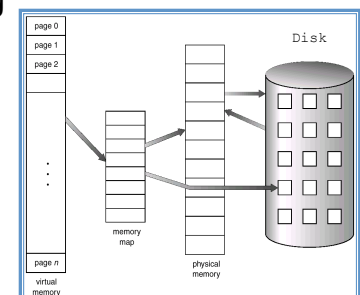 page 0
page 1
page 2
Disk
memory
map
page n
virtual
memory
physical
memory